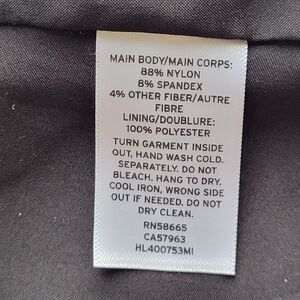 MAIN BODY/MAIN CORPS:
88% NYLON
8% SPANDEX
4% OTHER FIBER/AUTRE
FIBRE
LINING/DOUBLURE:
100% POLYESTER
TURN GARMENT INSIDE
OUT, HAND WASH COLD.
SEPARATELY. DO NOT
BLEACH. HANG TO DRY.
COOL IRON, WRONG SIDE
OUT IF NEEDED. DO NOT
DRY CLEAN.
RN58665
CA57963
HL400753MI